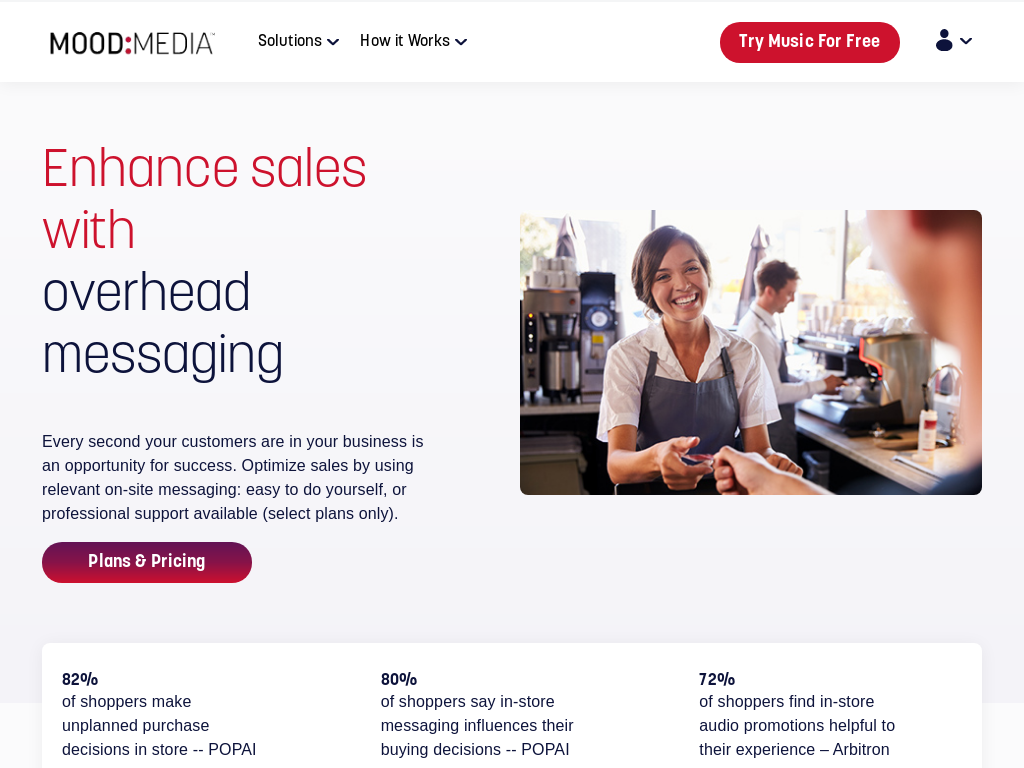 MOOD:MEDIA™
Solutions
How it Works
Try Music For Free
Enhance sales
with
overhead
messaging
Every second your customers are in your business is
an opportunity for success. Optimize sales by using
relevant on-site messaging: easy to do yourself, or
professional support available (select plans only).
Plans & Pricing
82%
of shoppers make
unplanned purchase
decisions in store -- POPAI
80%
of shoppers say in-store
messaging influences their
buying decisions -- POPAI
72%
of shoppers find in-store
audio promotions helpful to
their experience – Arbitron